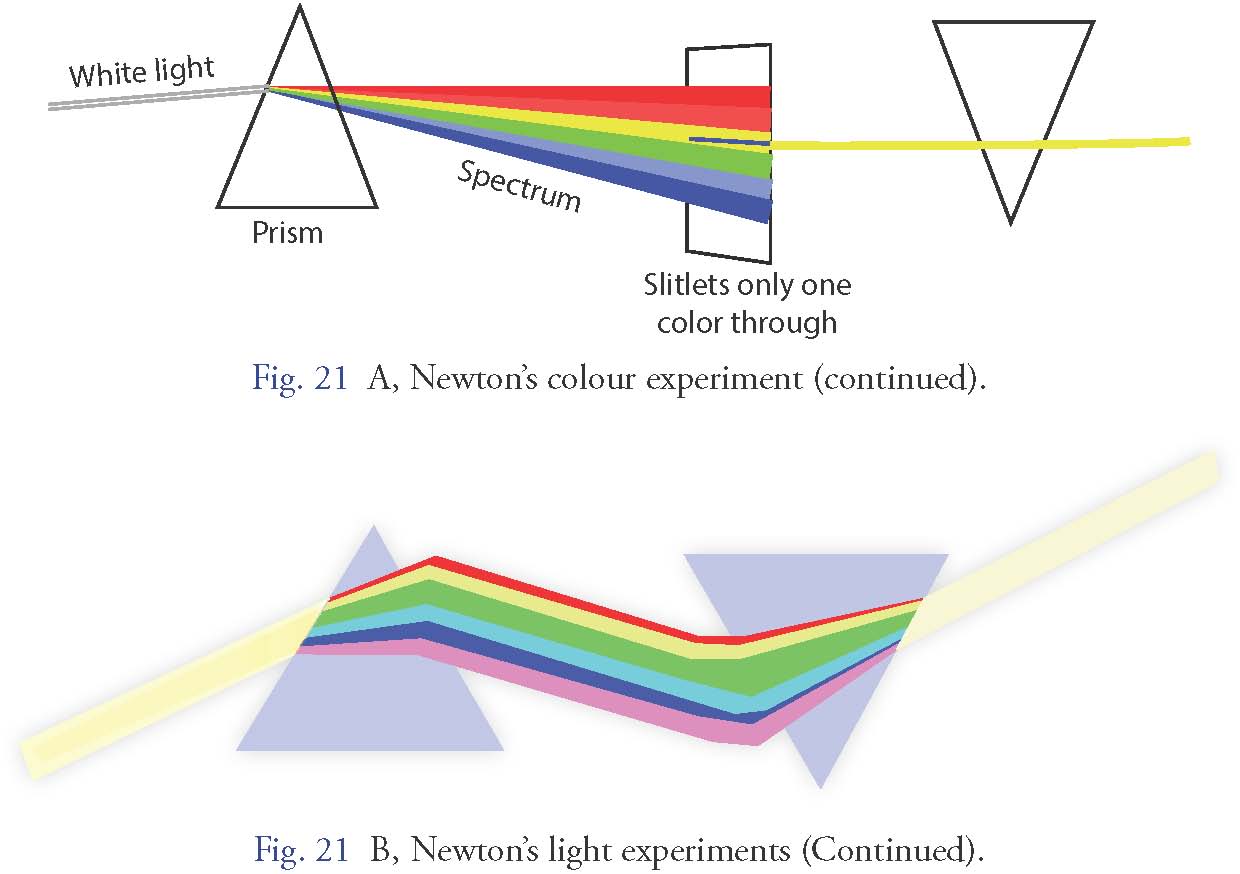 White light
Spectrum
Prism
Slitlets only one
color through
Fig. 21 A, Newton's colour experiment (continued).
Fig. 21 B, Newton's light experiments (Continued).